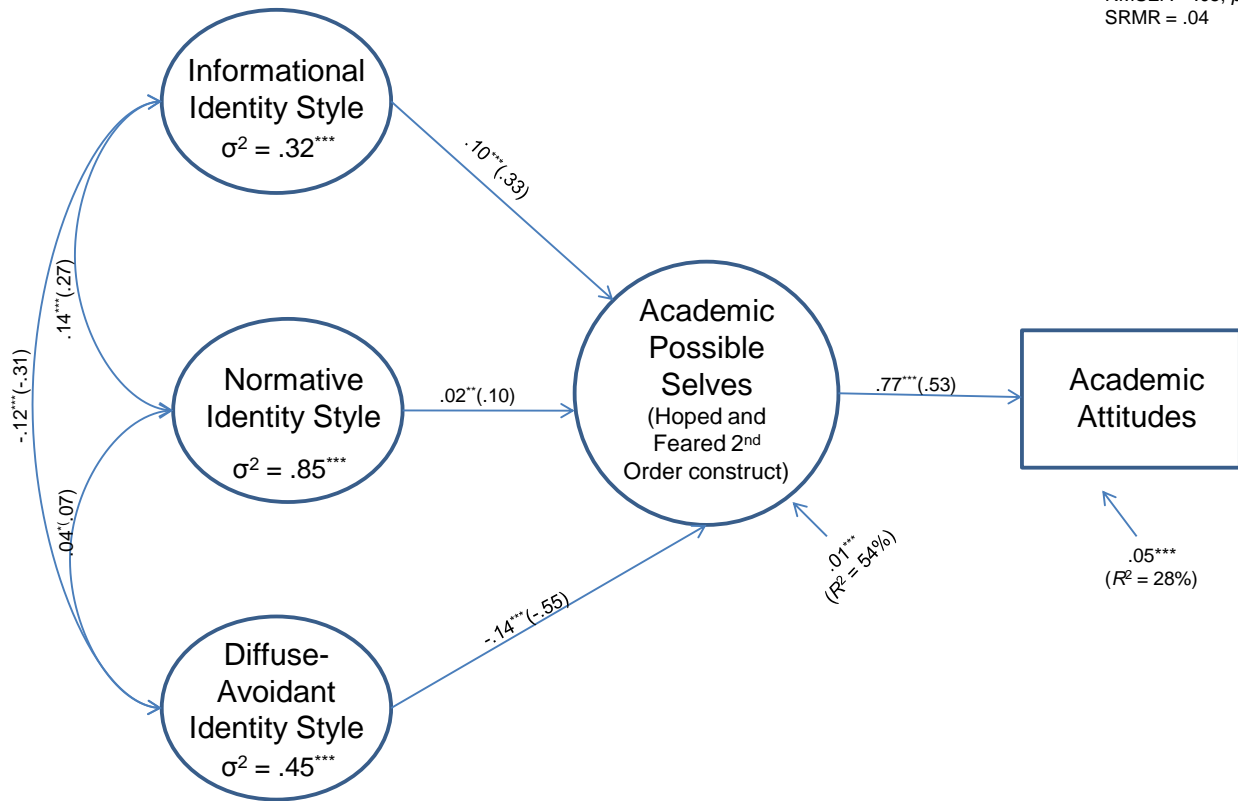 SRMR = .04
Informational
Identity Style
σ² = .32***
.10***(.33)
.14***(.27)
-.12***(-.31)
Normative
Identity Style
σ² = .85***
.02**(.10)
Academic
Possible
Selves
(Hoped and
Feared 2nd
Order construct)
.77***(.53)
Academic
Attitudes
.04*(.07)
.01***
(R² = 54%)
.05***
(R² = 28%)
-.14***(-.55)
Diffuse-
Avoidant
Identity Style
σ² = .45***